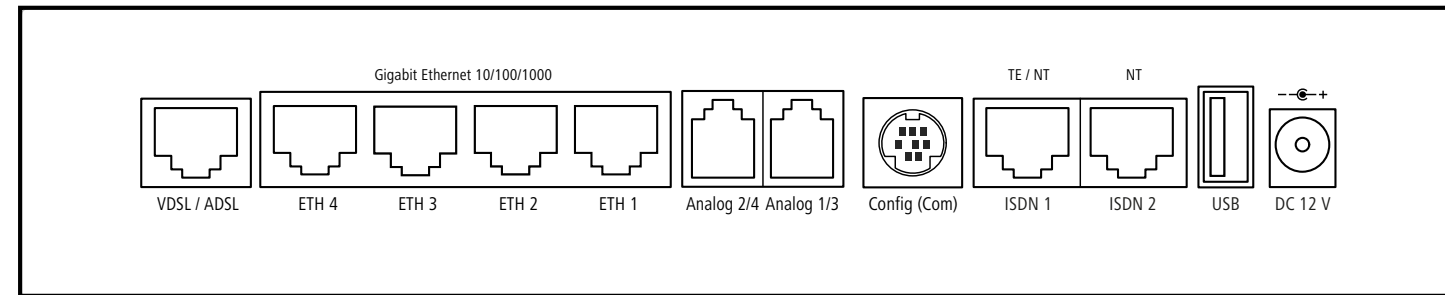 Gigabit Ethernet 10/100/1000
TE / NT
NT
- +
VDSL / ADSL
ETH 4
ETH 3
ETH 2
ETH 1
Analog 2/4
Analog 1/3
Config (Com)
ISDN 1
ISDN 2
USB
DC 12 V